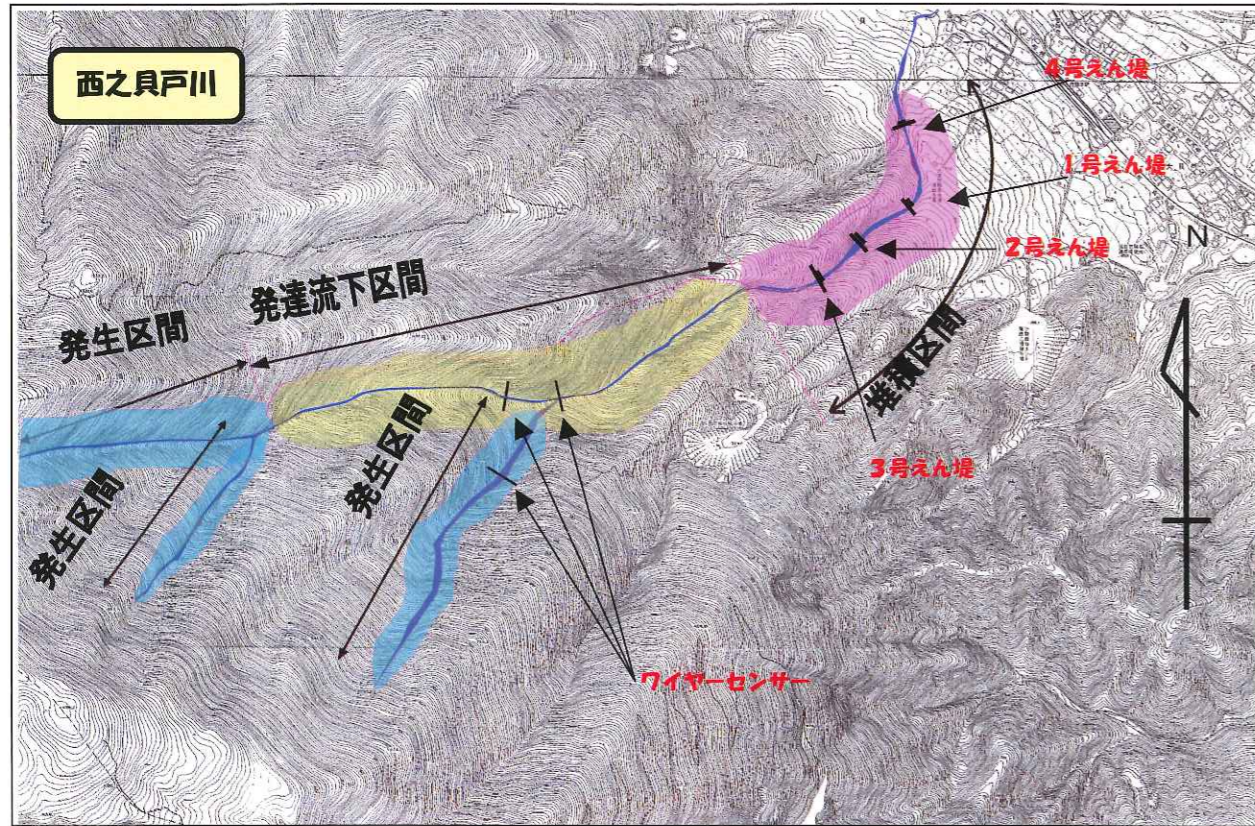 西之貝戸川
4号えん堤
1号えん堤
2号えん堤
N
発達流下区間
発生区間
堆積区間
発生区間
発生区間
3号えん堤
ワイヤーセンサー